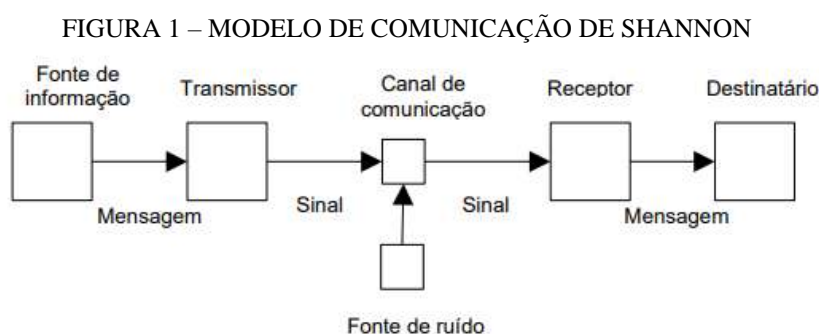 FIGURA 1 – MODELO DE COMUNICAÇÃO DE SHANNON
Fonte de
informação
Transmissor
Canal de
comunicação
Receptor
Destinatário
Mensagem
Sinal
Sinal
Mensagem
Fonte de ruído